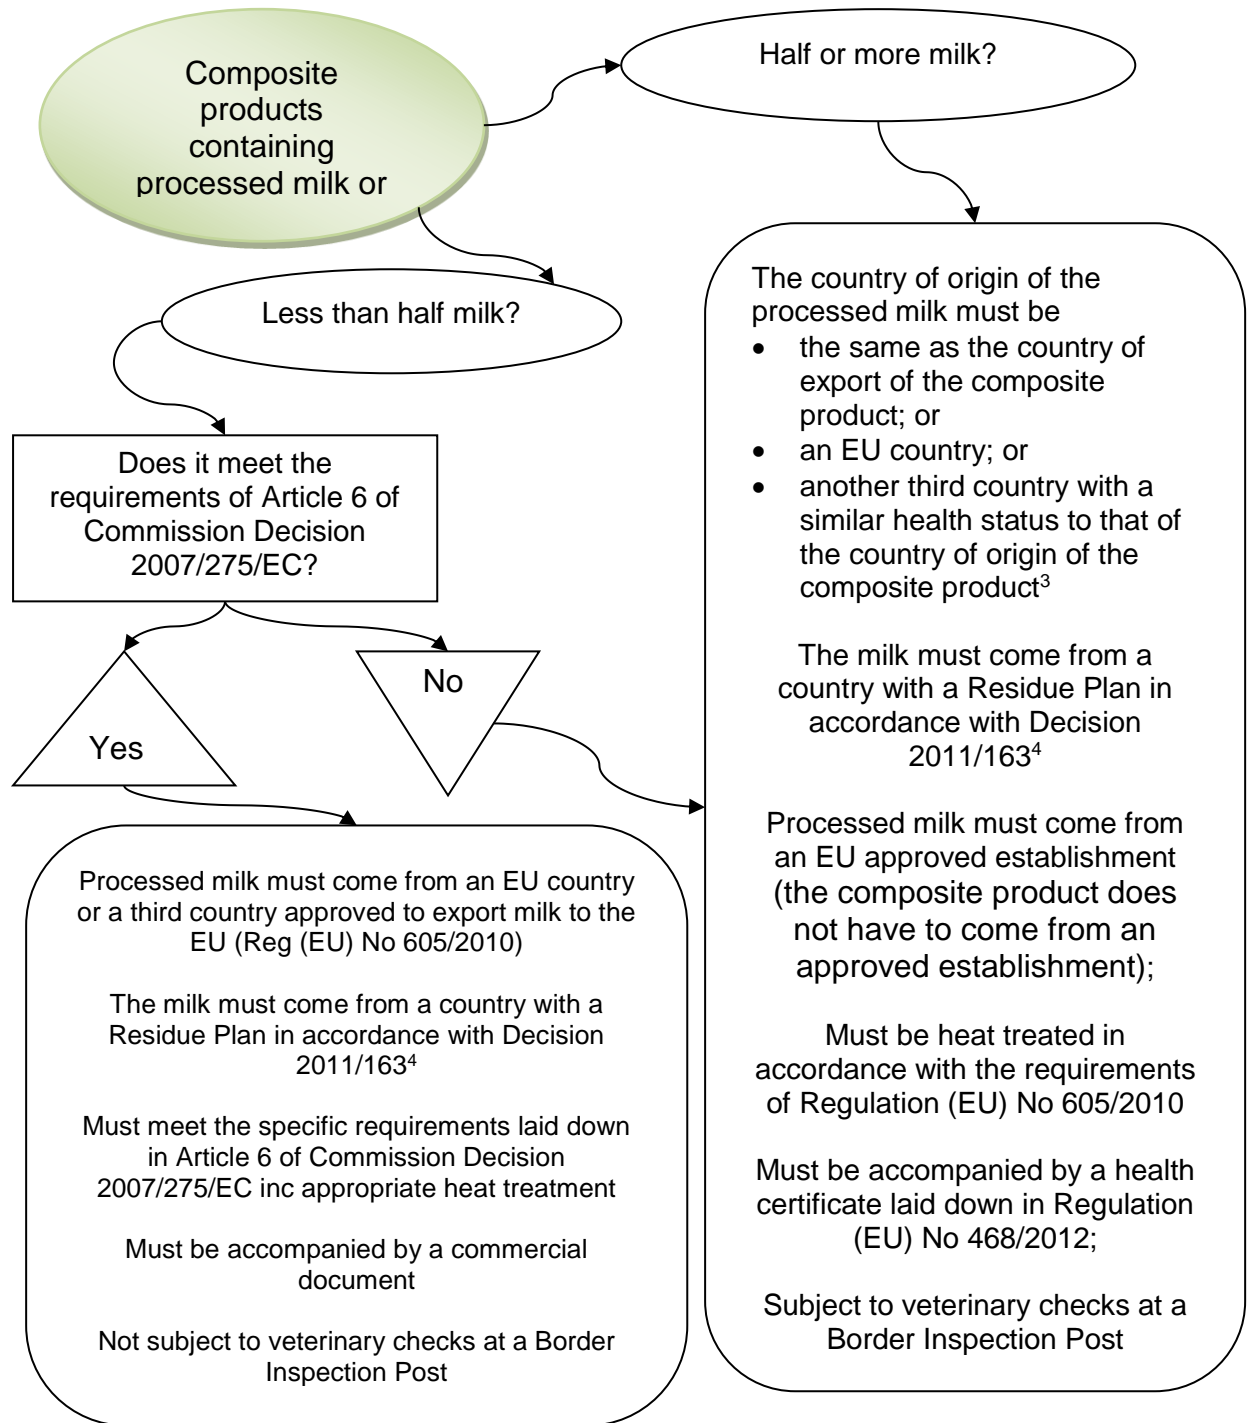 Composite
products
containing
processed milk or
Half or more milk?
Less than half milk?
Does it meet the
requirements of Article 6 of
Commission Decision
2007/275/EC?
Yes
No
Processed milk must come from an EU country
or a third country approved to export milk to the
EU (Reg (EU) No 605/2010)
The milk must come from a country with a
Residue Plan in accordance with Decision
2011/163⁴
Must meet the specific requirements laid down
in Article 6 of Commission Decision
2007/275/EC inc appropriate heat treatment
Must be accompanied by a commercial
document
Not subject to veterinary checks at a Border
Inspection Post
The country of origin of the
processed milk must be
• the same as the country of
export of the composite
product; or
• an EU country; or
• another third country with a
similar health status to that of
the country of origin of the
composite product³
The milk must come from a
country with a Residue Plan in
accordance with Decision
2011/163⁴
Processed milk must come from
an EU approved establishment
(the composite product does
not have to come from an
approved establishment);
Must be heat treated in
accordance with the requirements
of Regulation (EU) No 605/2010
Must be accompanied by a health
certificate laid down in Regulation
(EU) No 468/2012;
Subject to veterinary checks at a
Border Inspection Post